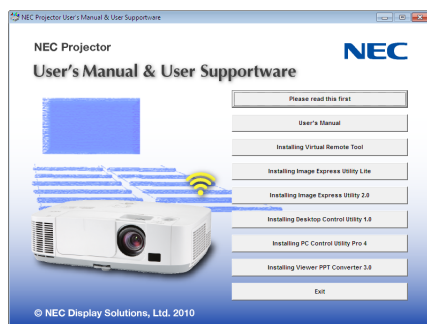 NEC Projector User's Manual & User Supportware
NEC Projector
NEC
User's Manual & User Supportware
Please read this first
User's Manual
Installing Virtual Remote Tool
Installing Image Express Utility Lite
Installing Image Express Utility 2.0
Installing Desktop Control Utility 1.0
Installing PC Control Utility Pro 4
Installing Viewer PPT Converter 3.0
Exit
© NEC Display Solutions, Ltd. 2010